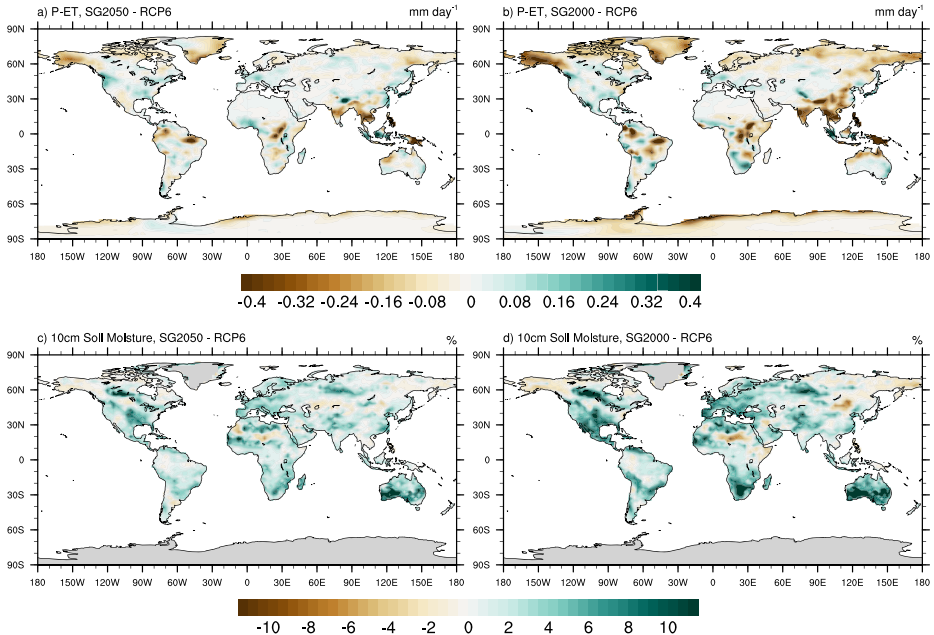 a) P-ET, SG2050 - RCP6 mm day-1
b) P-ET, SG2000 - RCP6 mm day-1
90N 90N
60N 60N
30N 30N
0 0
30S 30S
60S 60S
90S 90S
180 150W 120W 90W 60W 30W 0 30E 60E 90E 120E 150E 180
180 150W 120W 90W 60W 30W 0 30E 60E 90E 120E 150E 180
-0.4 -0.32 -0.24 -0.16 -0.08 0 0.08 0.16 0.24 0.32 0.4
c) 10cm Soil Moisture, SG2050 - RCP6 %
d) 10cm Soil Moisture, SG2000 - RCP6 %
90N 90N
60N 60N
30N 30N
0 0
30S 30S
60S 60S
90S 90S
180 150W 120W 90W 60W 30W 0 30E 60E 90E 120E 150E 180
180 150W 120W 90W 60W 30W 0 30E 60E 90E 120E 150E 180
-10 -8 -6 -4 -2 0 2 4 6 8 10